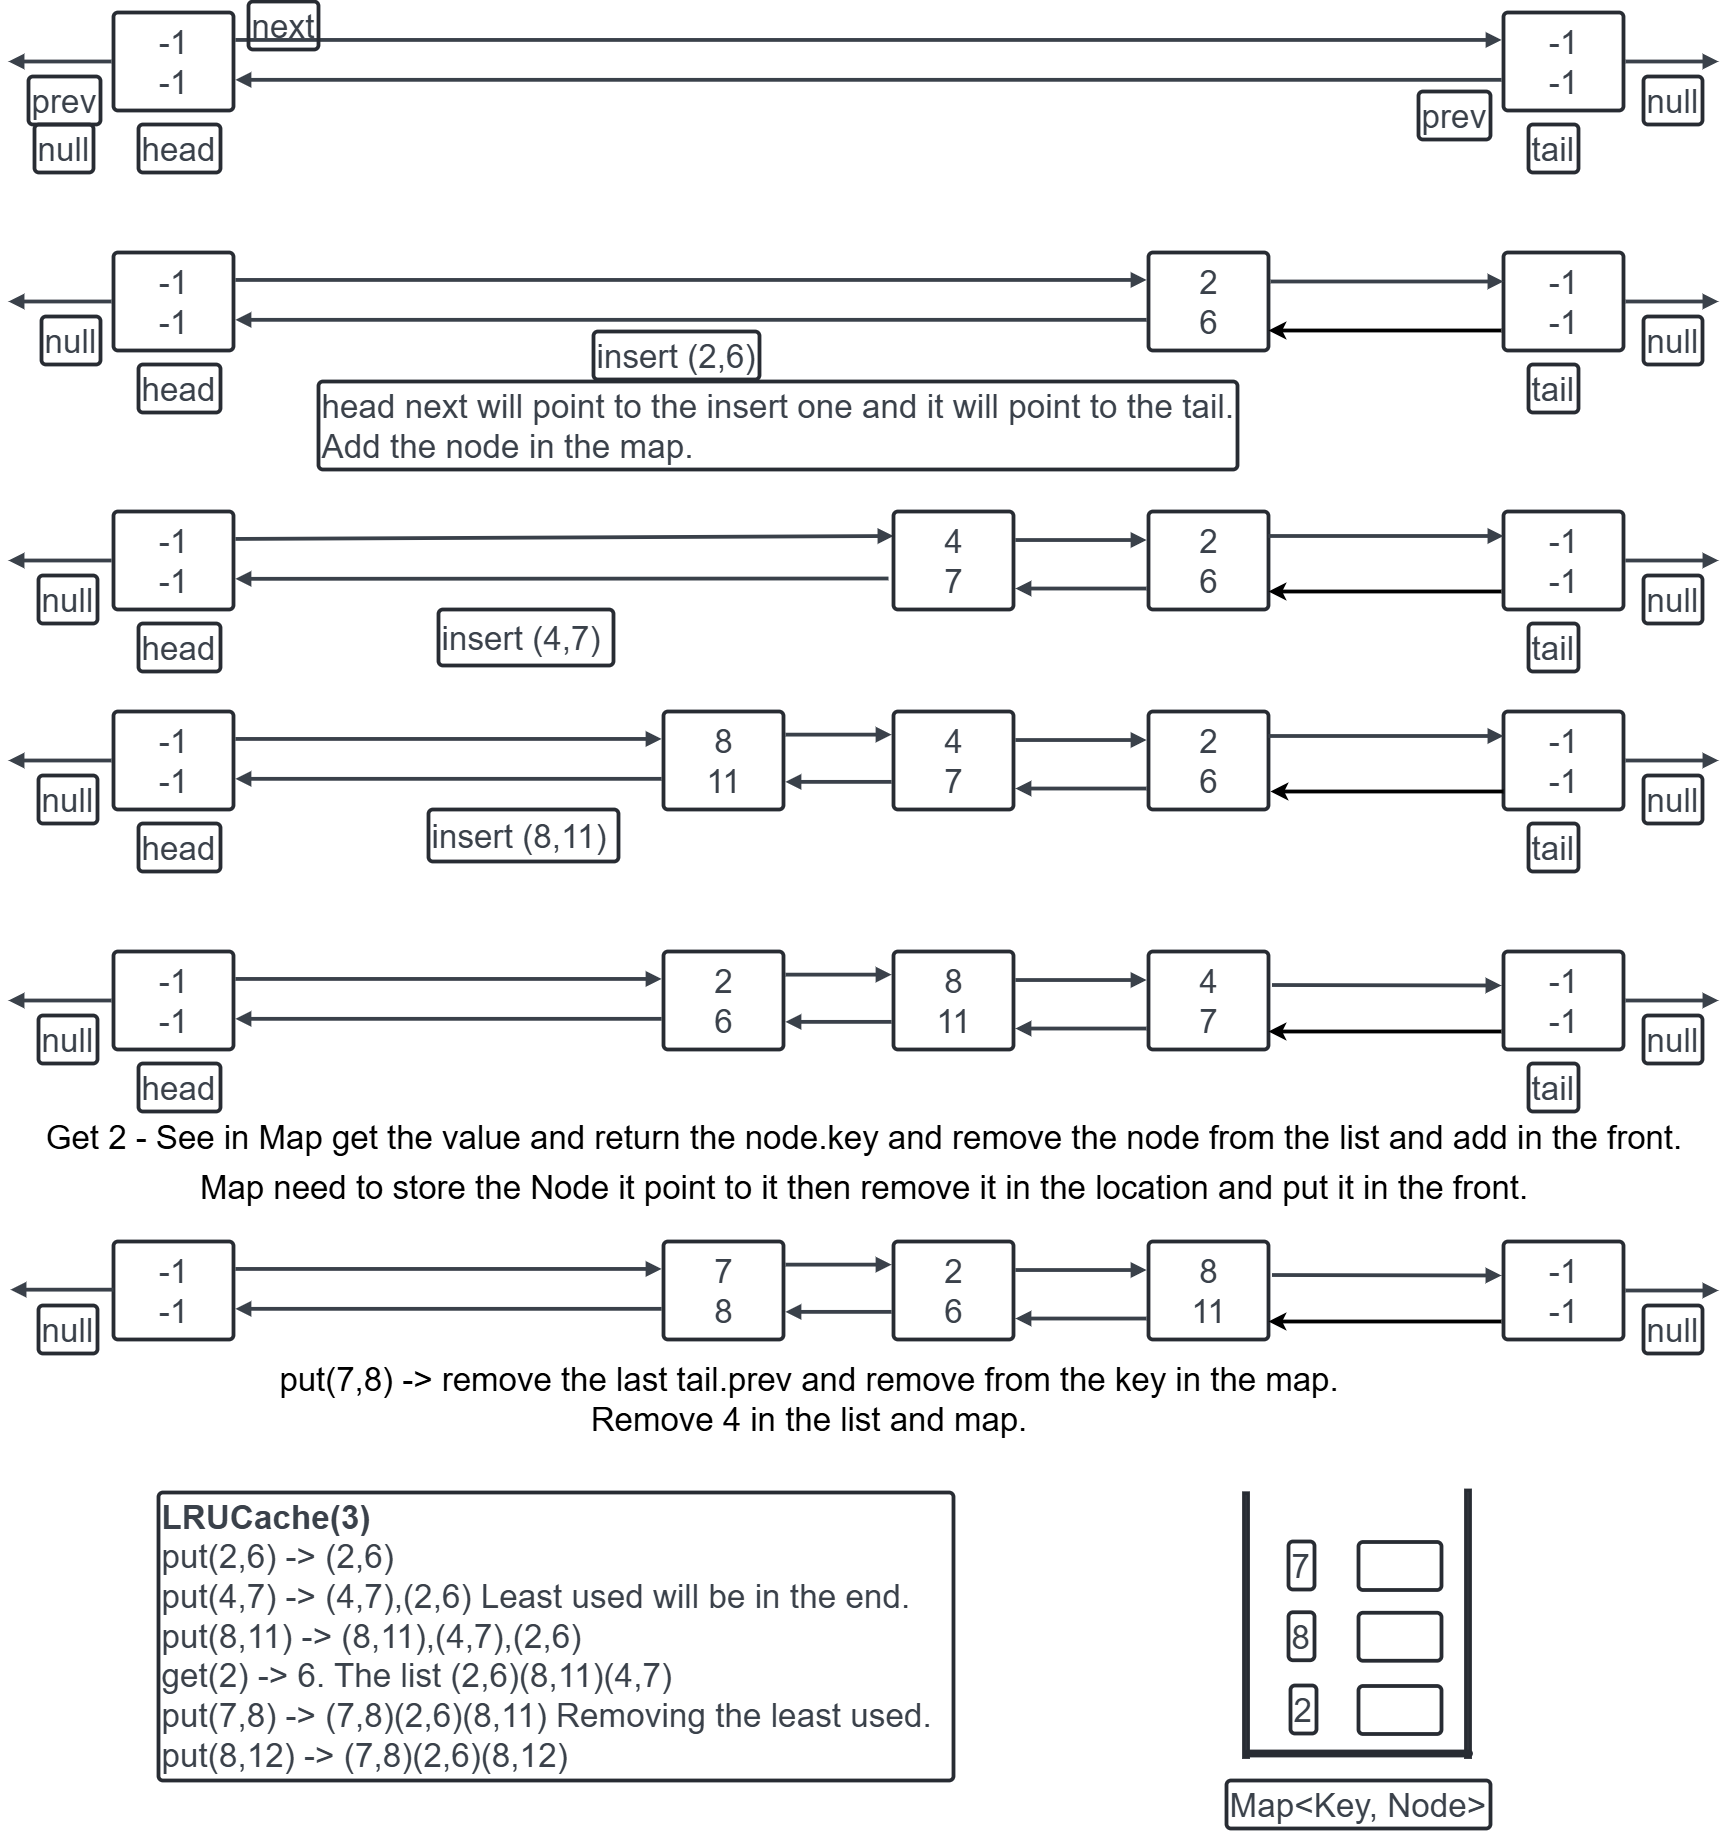 next
-1
-1
-1
-1
prev
null
head
prev
tail
null
-1
-1
2
6
-1
-1
null
head
insert (2,6)
tail
null
head next will point to the insert one and it will point to the tail.
Add the node in the map.
-1
-1
4
7
2
6
-1
-1
null
head
insert (4,7)
tail
null
-1
-1
8
11
4
7
2
6
-1
-1
null
head
insert (8,11)
tail
null
-1
-1
2
6
8
11
4
7
-1
-1
null
head
tail
null
Get 2 - See in Map get the value and return the node.key and remove the node from the list and add in the front.
Map need to store the Node it point to it then remove it in the location and put it in the front.
-1
-1
7
8
2
6
8
11
-1
-1
null
null
put(7,8) -> remove the last tail.prev and remove from the key in the map.
Remove 4 in the list and map.
LRUCache(3)
put(2,6) -> (2,6)
put(4,7) -> (4,7),(2,6) Least used will be in the end.
put(8,11) -> (8,11),(4,7),(2,6)
get(2) -> 6. The list (2,6)(8,11)(4,7)
put(7,8) -> (7,8)(2,6)(8,11) Removing the least used.
put(8,12) -> (7,8)(2,6)(8,12)
7
8
2
Map<Key, Node>